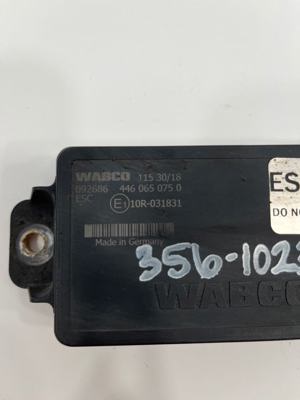 WABCO 115 30/18
092686 446 065 075 0
ESC
E1 10R-031831
Made in Germany
ES
DO NO
356-1023
WABCO